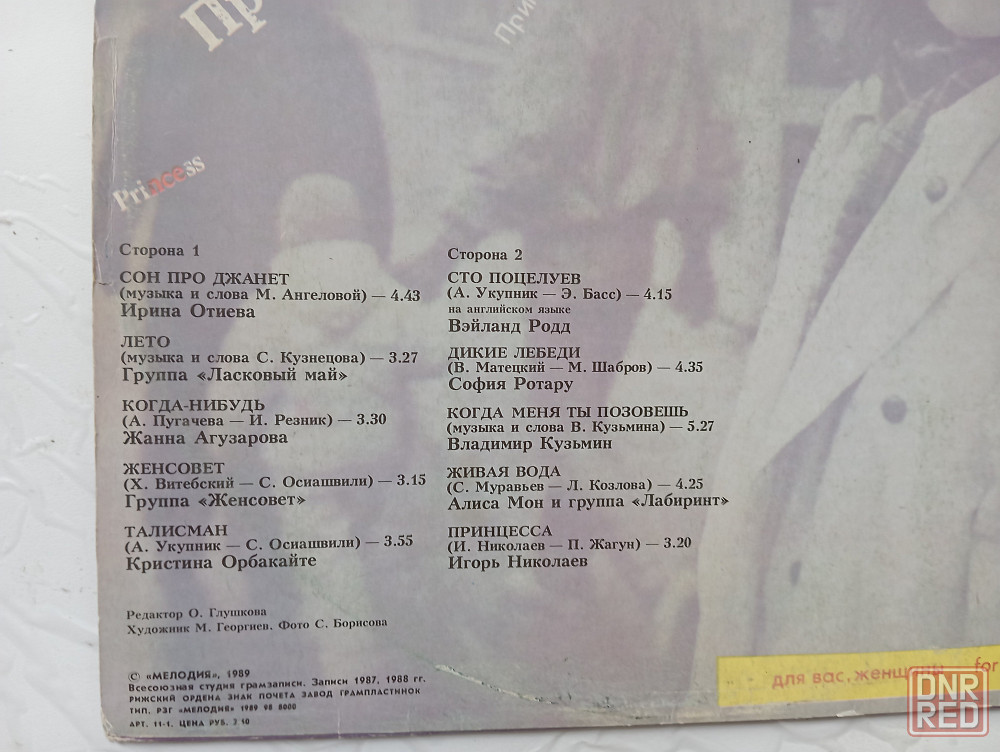 Пр
При
Princess
Сторона 1
СОН ПРО ДЖАНЕТ
(музыка и слова М. Ангеловой) — 4.43
Ирина Отиева
ЛЕТО
(музыка и слова С. Кузнецова) — 3.27
Группа «Ласковый май»
КОГДА-НИБУДЬ
(А. Пугачева — И. Резник) — 3.30
Жанна Агузарова
ЖЕНСОВЕТ
(Х. Витебский — С. Осиашвили) — 3.15
Группа «Женсовет»
ТАЛИСМАН
(А. Укупник — С. Осиашвили) — 3.55
Кристина Орбакайте
Сторона 2
СТО ПОЦЕЛУЕВ
(А. Укупник — Э. Басс) — 4.15
на английском языке
Вэйланд Родд
ДИКИЕ ЛЕБЕДИ
(В. Матецкий — М. Шабров) — 4.35
София Ротару
КОГДА МЕНЯ ТЫ ПОЗОВЕШЬ
(музыка и слова В. Кузьмина) — 5.27
Владимир Кузьмин
ЖИВАЯ ВОДА
(С. Муравьев — Л. Козлова) — 4.25
Алиса Мон и группа «Лабиринт»
ПРИНЦЕССА
(И. Николаев — П. Жагун) — 3.20
Игорь Николаев
Редактор О. Глушкова
Художник М. Георгиев. Фото С. Борисова
© «МЕЛОДИЯ», 1989
Всесоюзная студия грамзаписи. Записи 1987, 1988 гг.
РИЖСКИЙ ОРДЕНА ЗНАК ПОЧЕТА ЗАВОД ГРАМПЛАСТИНОК
ТИП. РЗГ «МЕЛОДИЯ» 1989 98 8000
АРТ. 11-1. ЦЕНА РУБ. 3 10
для вас, женщины for
DNR
RED